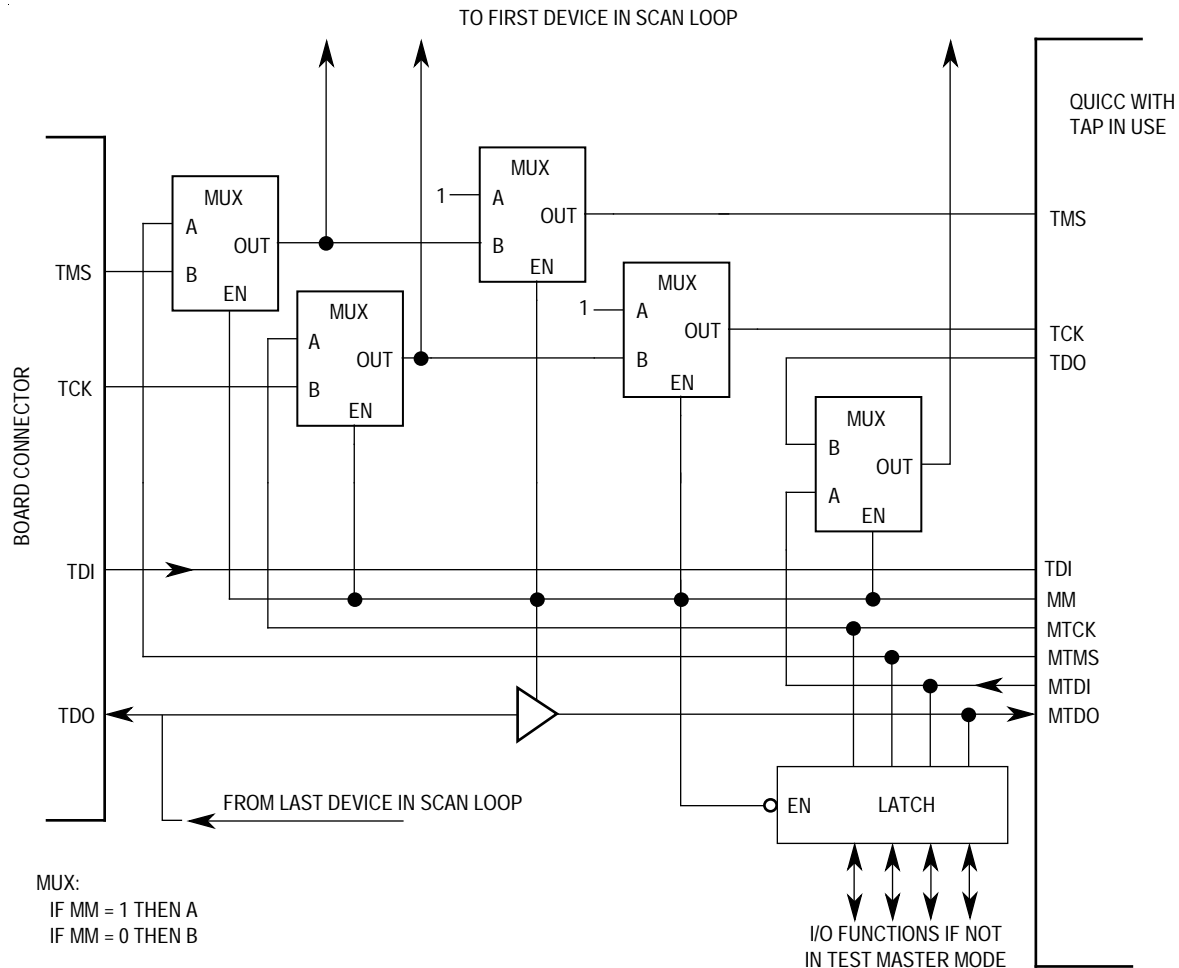 TO FIRST DEVICE IN SCAN LOOP
QUICC WITH
TAP IN USE
BOARD CONNECTOR
TMS
TCK
TDI
TDO
MUX
A
B
OUT
EN
MUX
A
B
OUT
EN
1
MUX
A
B
OUT
EN
1
MUX
A
B
OUT
EN
MUX
B
A
OUT
EN
TMS
TCK
TDO
TDI
MM
MTCK
MTMS
MTDI
MTDO
EN
LATCH
FROM LAST DEVICE IN SCAN LOOP
MUX:
IF MM = 1 THEN A
IF MM = 0 THEN B
I/O FUNCTIONS IF NOT
IN TEST MASTER MODE